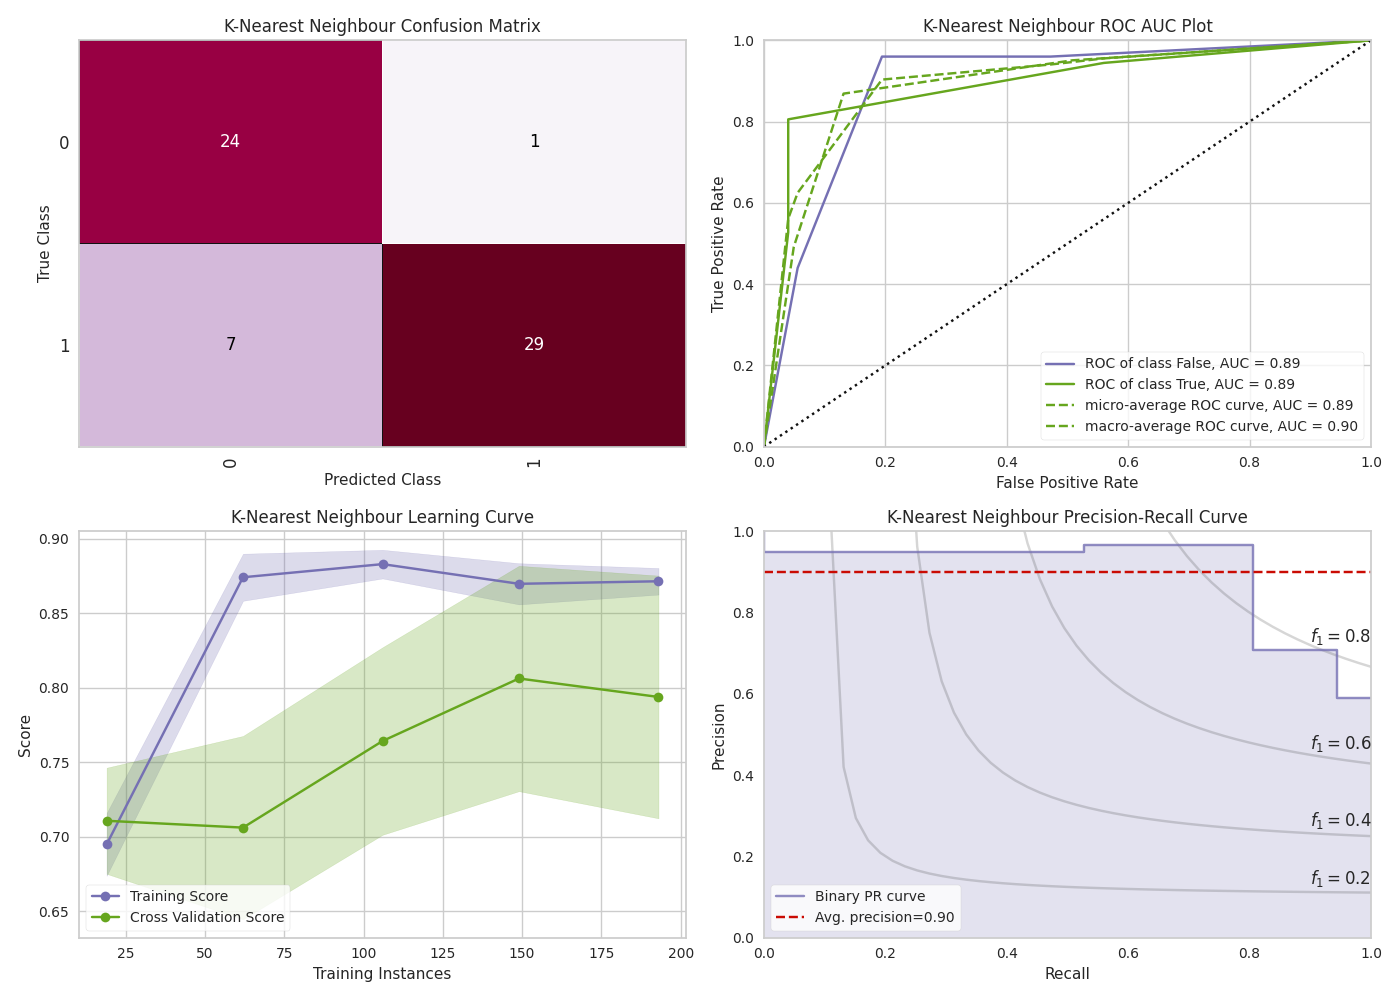 K-Nearest Neighbour Confusion Matrix
True Class
0
1
24
1
7
29
0
1
Predicted Class
K-Nearest Neighbour ROC AUC Plot
True Positive Rate
1.0
0.8
0.6
0.4
0.2
0.0
ROC of class False, AUC = 0.89
ROC of class True, AUC = 0.89
micro-average ROC curve, AUC = 0.89
macro-average ROC curve, AUC = 0.90
0.0
0.2
0.4
0.6
0.8
1.0
False Positive Rate
K-Nearest Neighbour Learning Curve
Score
0.90
0.85
0.80
0.75
0.70
0.65
Training Score
Cross Validation Score
25
50
75
100
125
150
175
200
Training Instances
K-Nearest Neighbour Precision-Recall Curve
Precision
1.0
0.8
0.6
0.4
0.2
0.0
f₁ = 0.8
f₁ = 0.6
f₁ = 0.4
f₁ = 0.2
Binary PR curve
Avg. precision=0.90
0.0
0.2
0.4
0.6
0.8
1.0
Recall